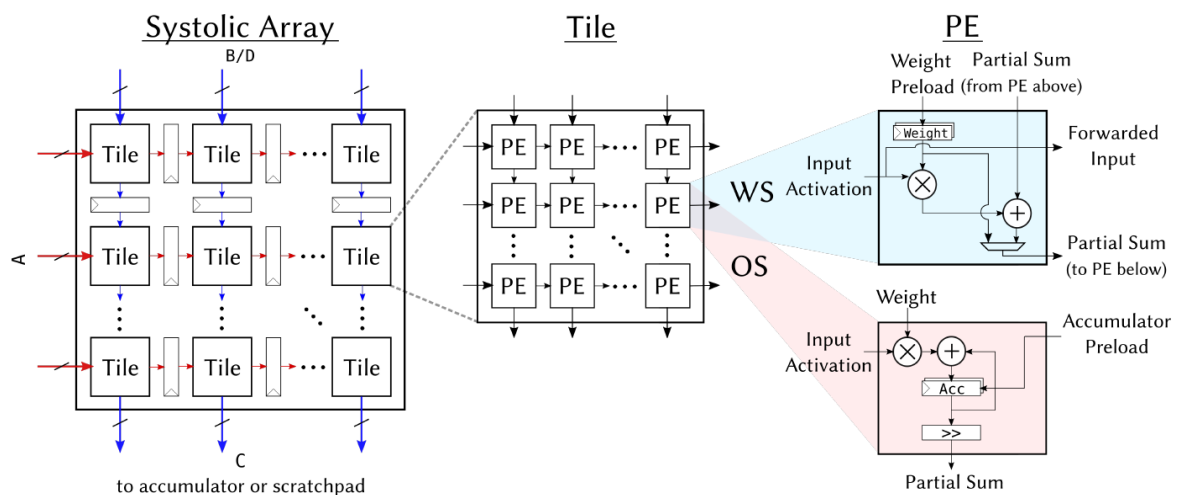 Systolic Array
B/D
Tile Tile Tile
Tile Tile Tile
Tile Tile Tile
A
C
to accumulator or scratchpad
Tile
PE PE PE
PE PE PE
PE PE PE
WS
OS
PE
Weight
Preload
Partial Sum
(from PE above)
Weight
Forwarded
Input
Input
Activation
Partial Sum
(to PE below)
Weight
Input
Activation
Accumulator
Preload
Acc
>>
Partial Sum